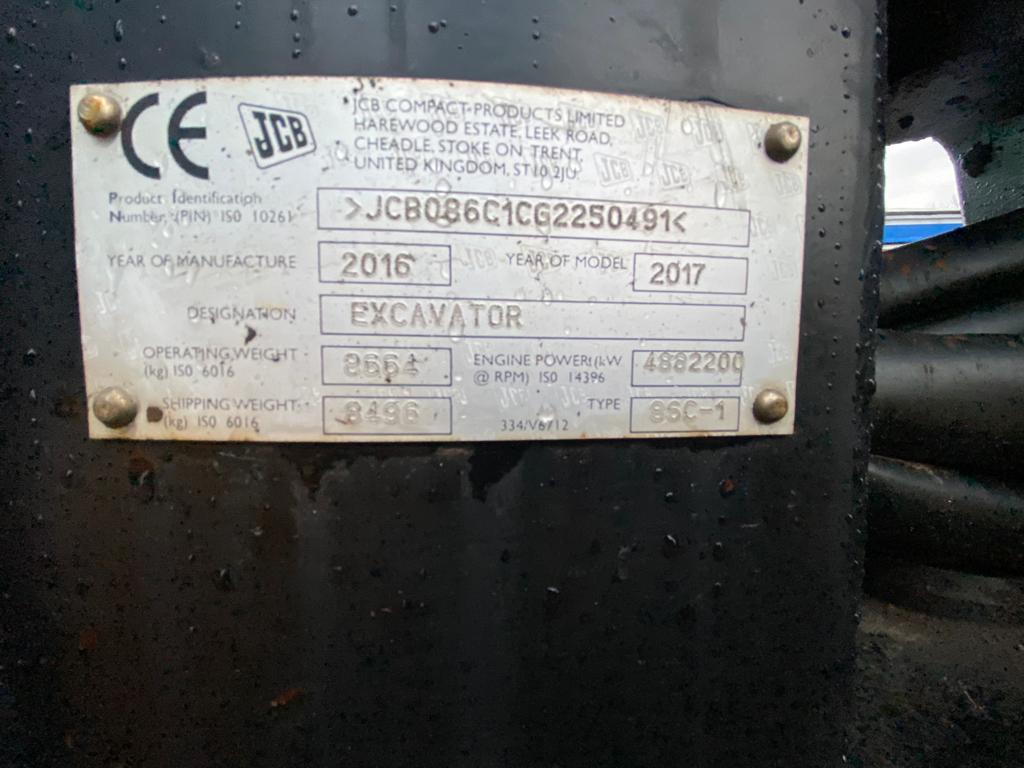 CE
JCB
JCB COMPACT PRODUCTS LIMITED
HAREWOOD ESTATE, LEEK ROAD,
CHEADLE, STOKE ON TRENT,
UNITED KINGDOM, ST10 2JU
Product Identification
Number (PIN) ISO 10261
>JCB086C1CG2250491<
YEAR OF MANUFACTURE 2016 YEAR OF MODEL 2017
DESIGNATION EXCAVATOR
OPERATING WEIGHT
(kg) ISO 6016
8664
ENGINE POWER (kW
@ RPM) ISO 14396
4882200
SHIPPING WEIGHT
(kg) ISO 6016
8496
334/V6712
TYPE 86C-1